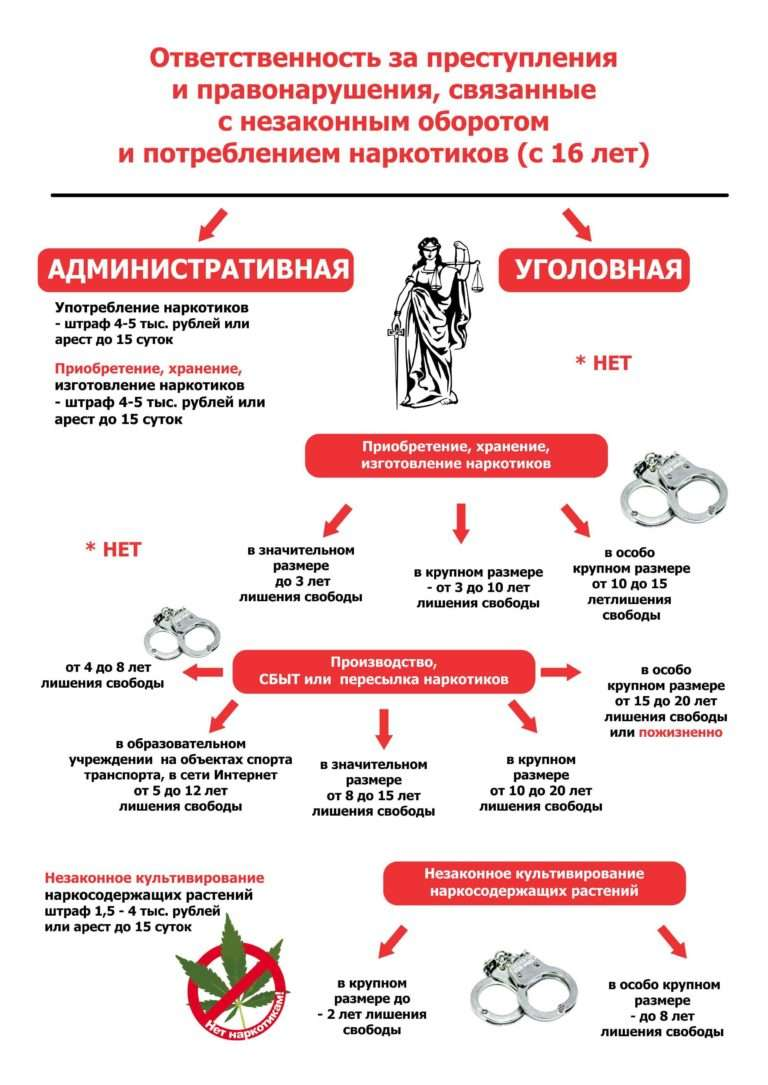 Ответственность за преступления
и правонарушения, связанные
с незаконным оборотом
и потреблением наркотиков (с 16 лет)
АДМИНИСТРАТИВНАЯ
УГОЛОВНАЯ
Употребление наркотиков
- штраф 4-5 тыс. рублей или
арест до 15 суток
Приобретение, хранение,
изготовление наркотиков
- штраф 4-5 тыс. рублей или
арест до 15 суток
* НЕТ
Приобретение, хранение,
изготовление наркотиков
* НЕТ
в значительном
размере
до 3 лет
лишения свободы
в крупном размере
- от 3 до 10 лет
лишения свободы
в особо
крупном размере
от 10 до 15
летлишения
свободы
Производство,
СБЫТ или пересылка наркотиков
от 4 до 8 лет
лишения свободы
в особо
крупном размере
от 15 до 20 лет
лишения свободы
или пожизненно
в образовательном
учреждении на объектах спорта
транспорта, в сети Интернет
от 5 до 12 лет
лишения свободы
в значительном
размере
от 8 до 15 лет
лишения свободы
в крупном
размере
от 10 до 20 лет
лишения свободы
Незаконное культивирование
наркосодержащих растений
штраф 1,5 - 4 тыс. рублей
или арест до 15 суток
Нет наркотикам!
Незаконное культивирование
наркосодержащих растений
в крупном
размере до
- 2 лет лишения
свободы
в особо крупном
размере
- до 8 лет
лишения свободы